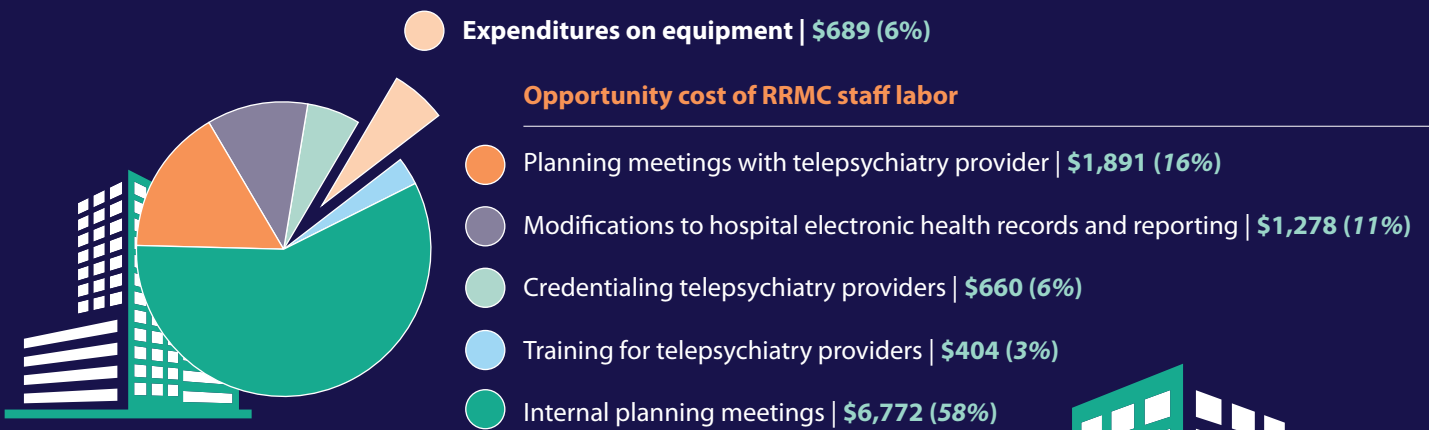 Expenditures on equipment | $689 (6%)
Opportunity cost of RRMC staff labor
Planning meetings with telepsychiatry provider | $1,891 (16%)
Modifications to hospital electronic health records and reporting | $1,278 (11%)
Credentialing telepsychiatry providers | $660 (6%)
Training for telepsychiatry providers | $404 (3%)
Internal planning meetings | $6,772 (58%)